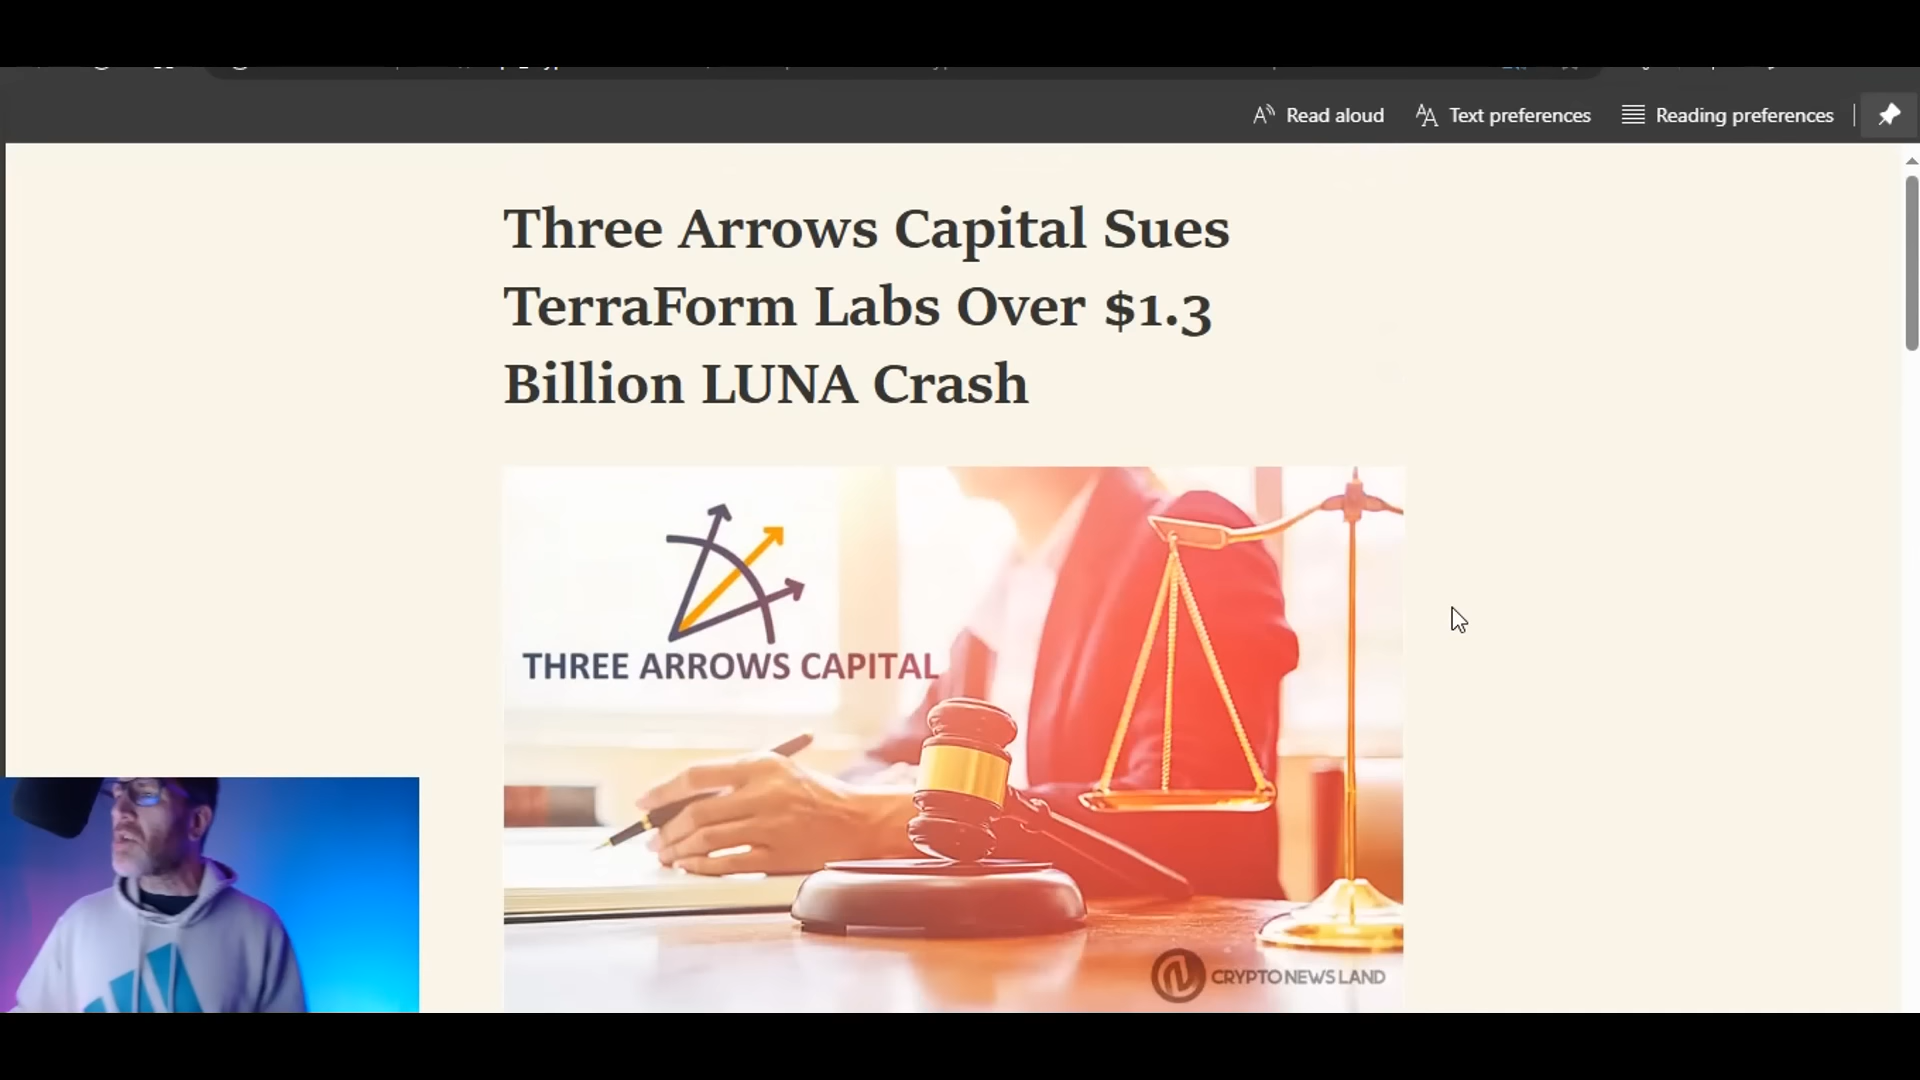 Read aloud
Text preferences
Reading preferences
Three Arrows Capital Sues
TerraForm Labs Over $1.3
Billion LUNA Crash
THREE ARROWS CAPITAL
CRYPTO NEWS LAND